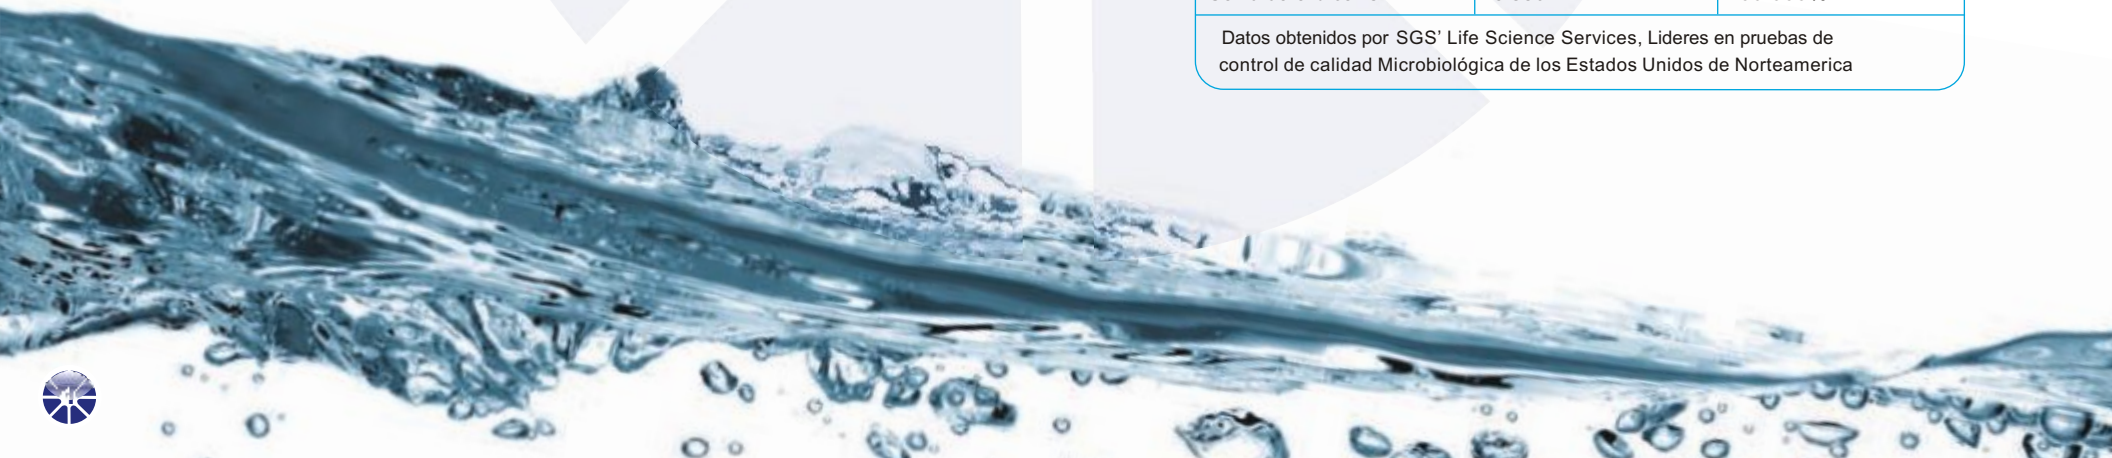 Datos obtenidos por SGS’ Life Science Services, Lideres en pruebas de
control de calidad Microbiológica de los Estados Unidos de Norteamerica